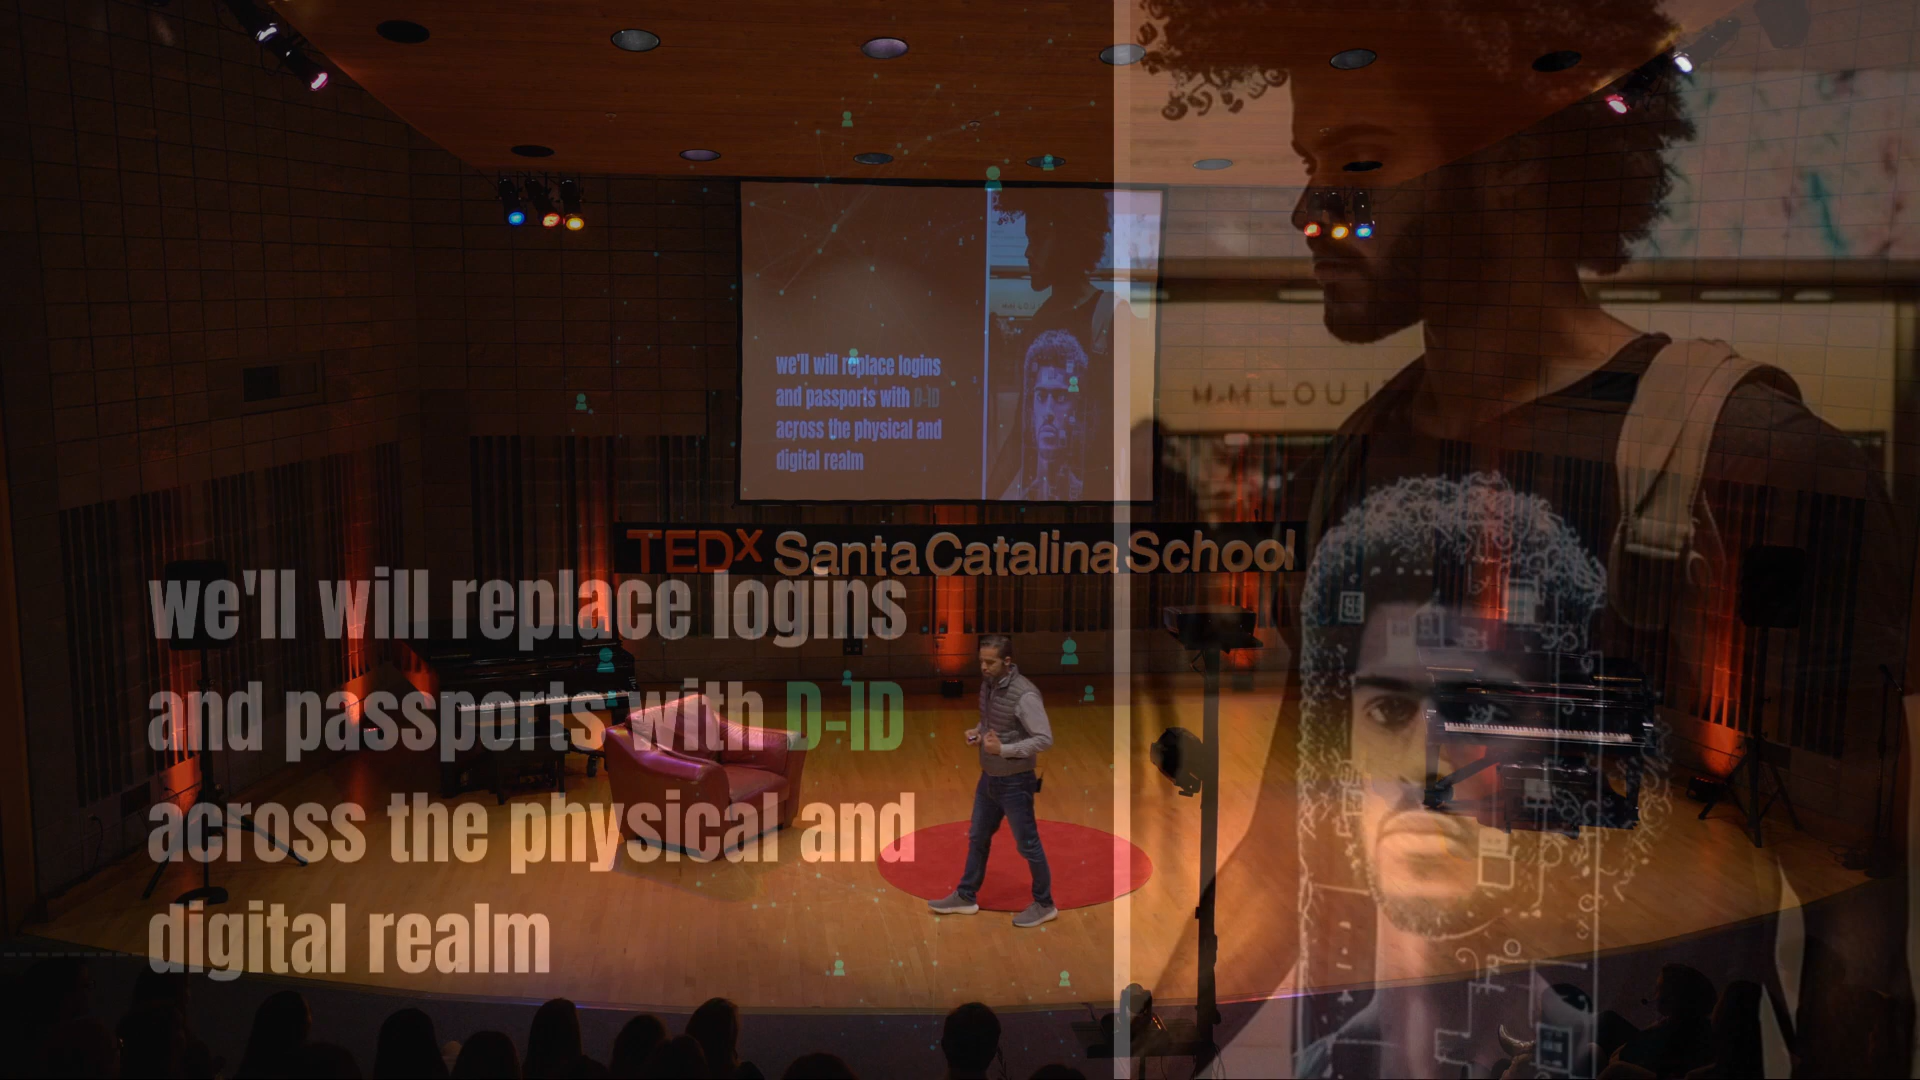 we'll will replace logins
and passports with D-ID
across the physical and
digital realm
TEDx Santa Catalina School
we'll will replace logins
and passports with D-ID
across the physical and
digital realm